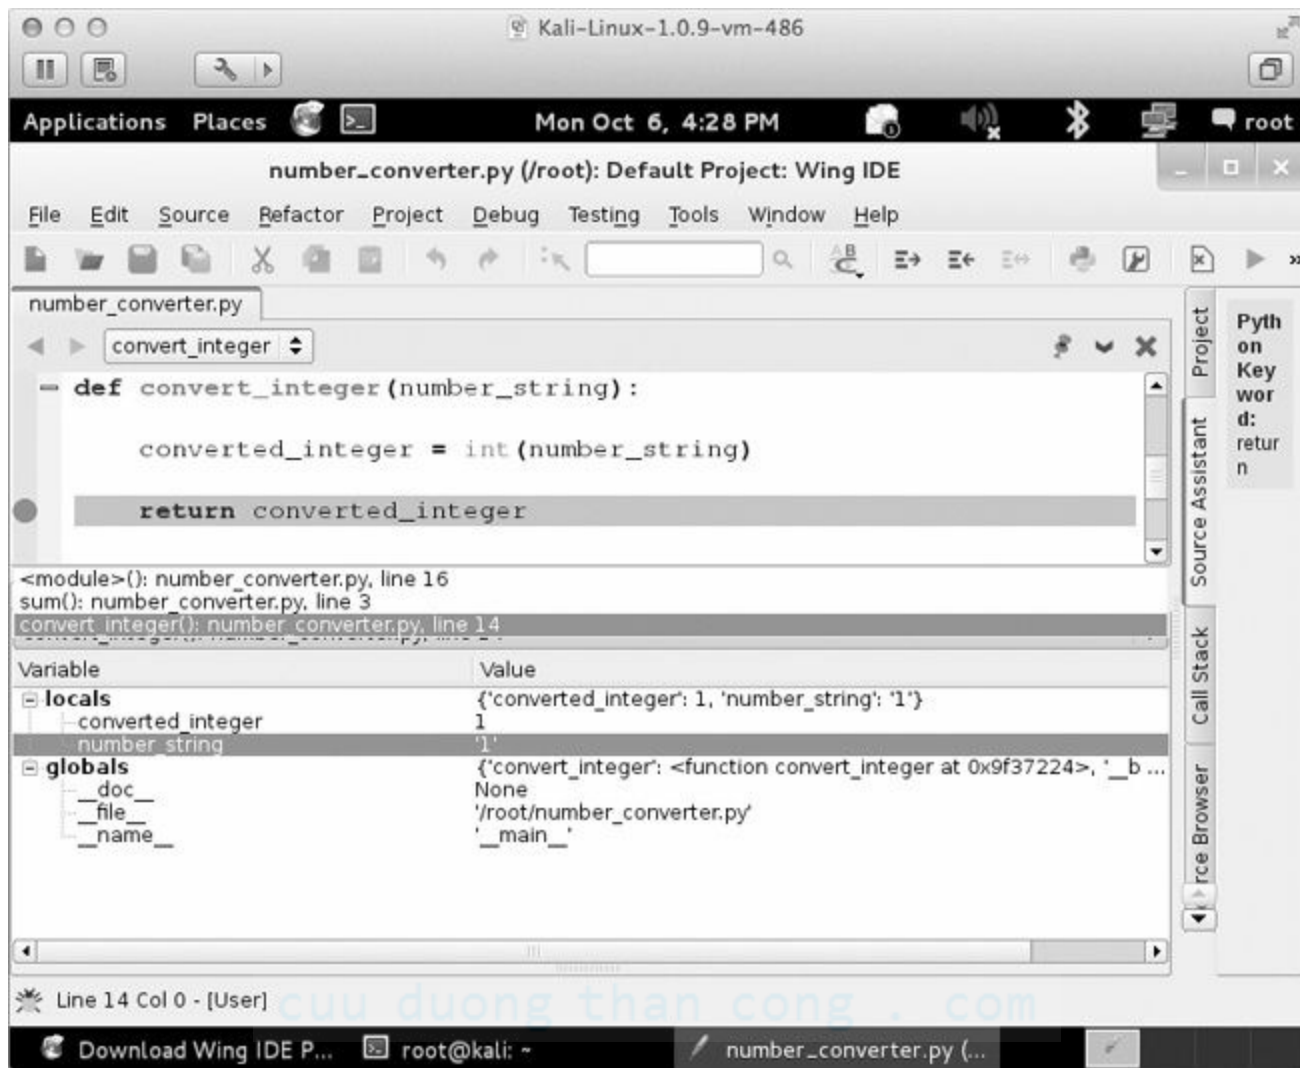 Kali-Linux-1.0.9-vm-486
Applications Places Mon Oct 6, 4:28 PM root
number_converter.py (/root): Default Project: Wing IDE
File Edit Source Refactor Project Debug Testing Tools Window Help
number_converter.py
convert_integer
def convert_integer(number_string):
converted_integer = int(number_string)
return converted_integer
<module>(): number_converter.py, line 16
sum(): number_converter.py, line 3
convert_integer(): number_converter.py, line 14
Variable Value
locals {'converted_integer': 1, 'number_string': '1'}
converted_integer 1
number_string '1'
globals {'convert_integer': <function convert_integer at 0x9f37224>, '__b ...
__doc__ None
__file__ '/root/number_converter.py'
__name__ '__main__'
Project
Source Assistant
Call Stack
rce Browser
Pyth
on
Key
wor
d:
retur
n
Line 14 Col 0 - [User]
cuu duong than cong . com
Download Wing IDE P... root@kali: ~ number_converter.py (...